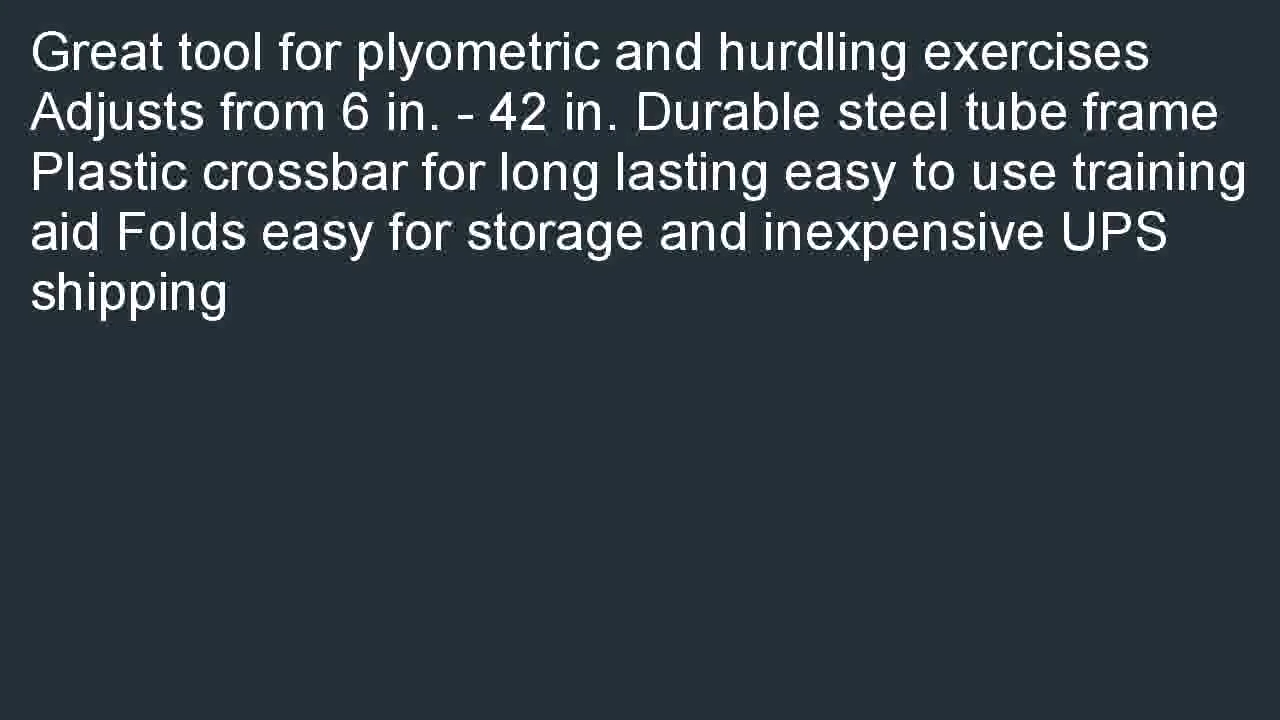 Great tool for plyometric and hurdling exercises
Adjusts from 6 in. - 42 in. Durable steel tube frame
Plastic crossbar for long lasting easy to use training
aid Folds easy for storage and inexpensive UPS
shipping